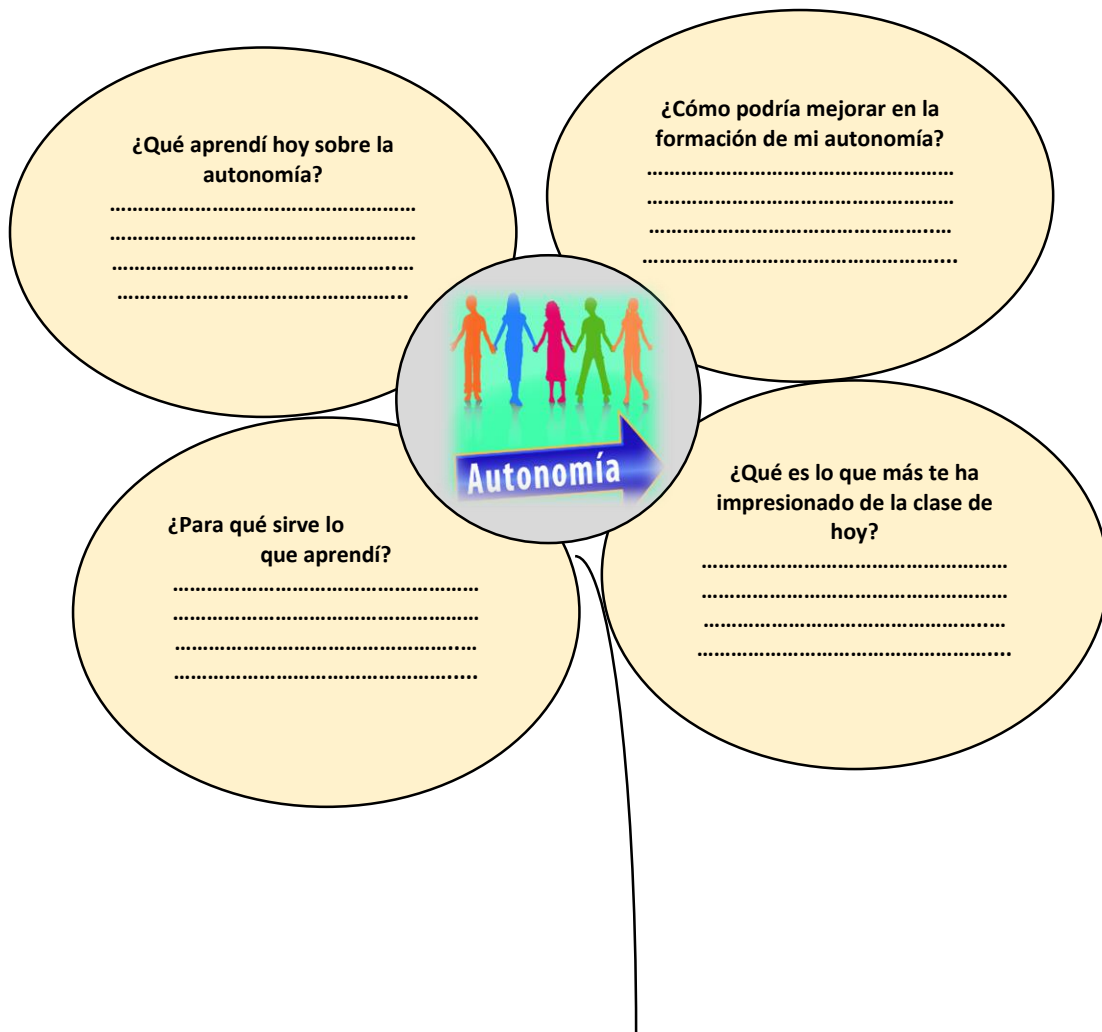 ¿Qué aprendí hoy sobre la
autonomía?
………………………………………………
………………………………………………
…………………………………………..…
……………………………………………...
¿Cómo podría mejorar en la
formación de mi autonomía?
………………………………………………
………………………………………………
…………………………………………..….
……………………………………………....
Autonomía
¿Para qué sirve lo
que aprendí?
………………………………………………
………………………………………………
…………………………………………..…
………………………………………….....
¿Qué es lo que más te ha
impresionado de la clase de
hoy?
………………………………………………
………………………………………………
…………………………………………..…
……………………………………………....